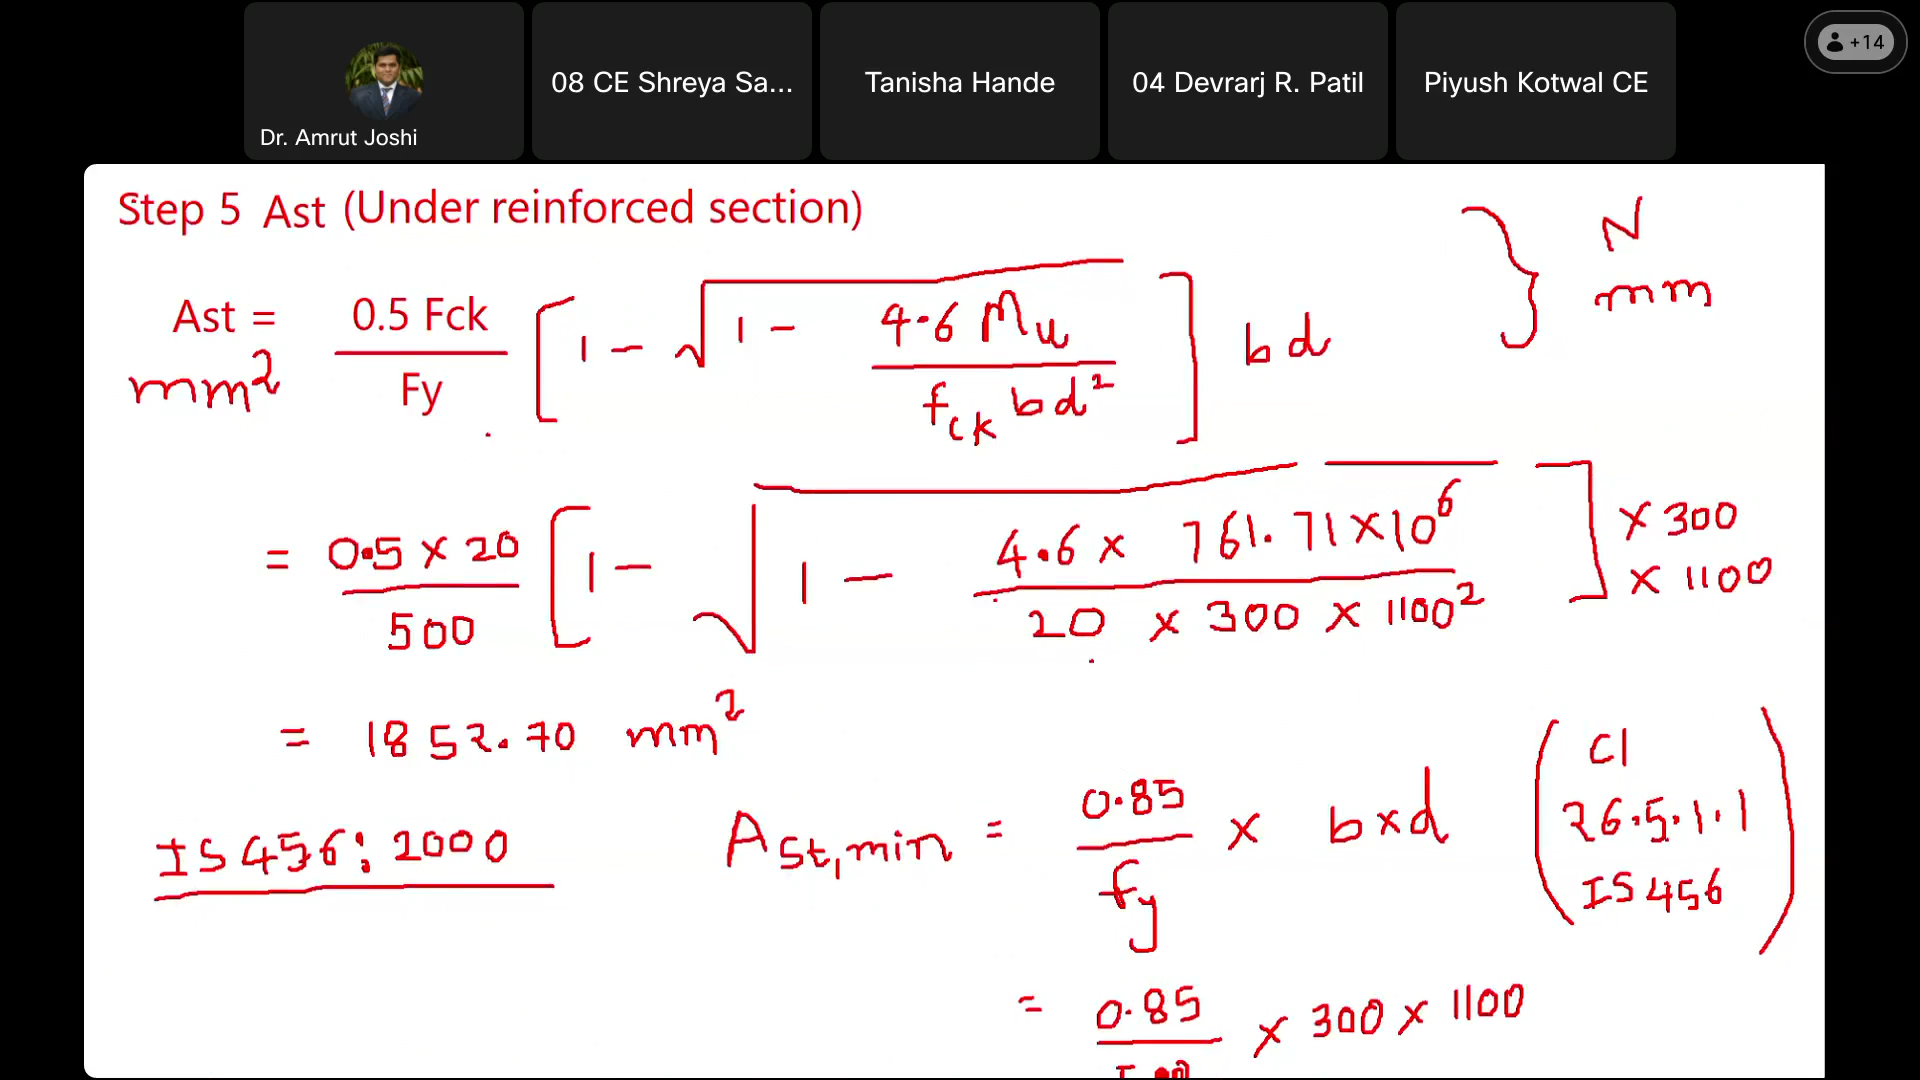 +14
Dr. Amrut Joshi
08 CE Shreya Sa...
Tanisha Hande
04 Devrarj R. Patil
Piyush Kotwal CE
Step 5 Ast (Under reinforced section)
N
mm
Ast = 0.5 Fck / Fy [ 1 - √ 1 - 4.6 Mu / fck bd² ] bd
mm²
= 0.5 × 20 / 500 [ 1 - √ 1 - 4.6 × 761.71 × 10⁶ / 20 × 300 × 1100² ] × 300 × 1100
= 1852.70 mm²
IS 456: 2000
Ast,min = 0.85 / fy × b×d ( Cl 26.5.1.1 IS 456 )
= 0.85 / × 300 × 1100